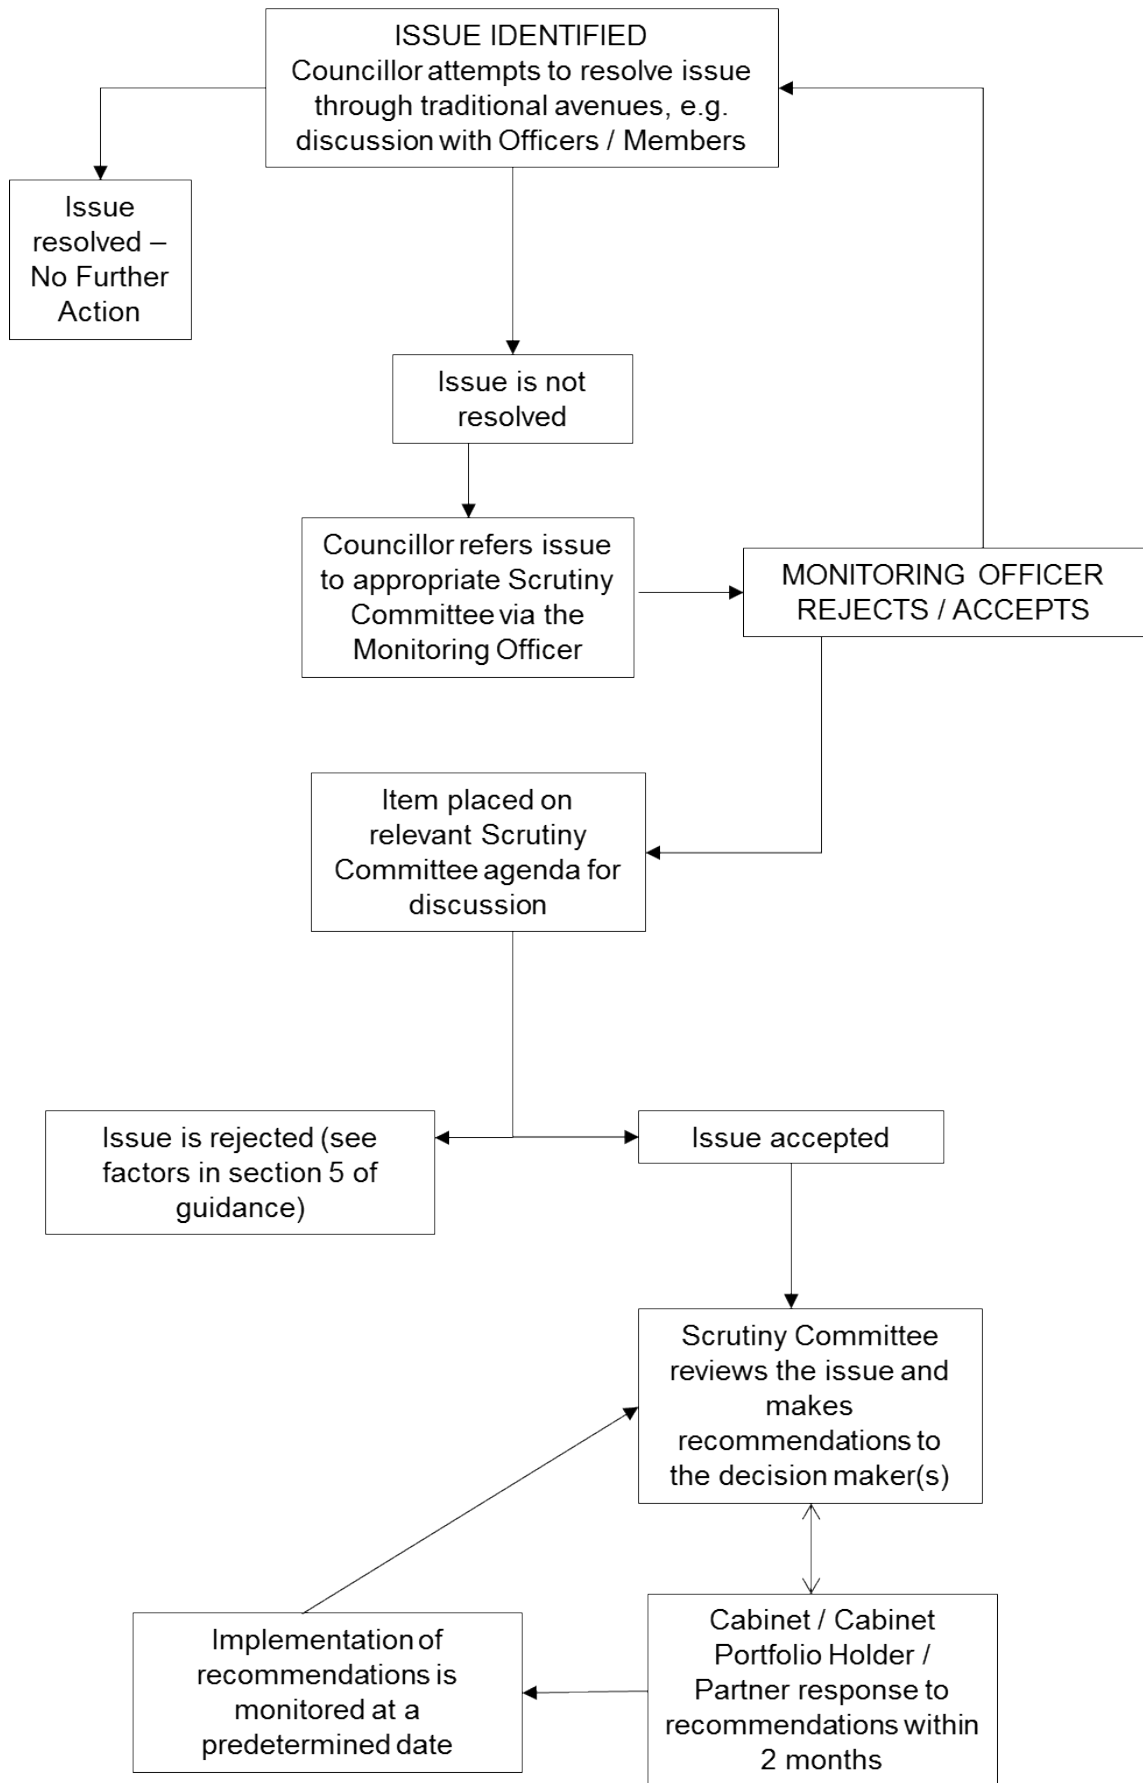 ISSUE IDENTIFIED
Councillor attempts to resolve issue
through traditional avenues, e.g.
discussion with Officers / Members
Issue
resolved –
No Further
Action
Issue is not
resolved
Councillor refers issue
to appropriate Scrutiny
Committee via the
Monitoring Officer
MONITORING OFFICER
REJECTS / ACCEPTS
Item placed on
relevant Scrutiny
Committee agenda for
discussion
Issue is rejected (see
factors in section 5 of
guidance)
Issue accepted
Scrutiny Committee
reviews the issue and
makes
recommendations to
the decision maker(s)
Implementation of
recommendations is
monitored at a
predetermined date
Cabinet / Cabinet
Portfolio Holder /
Partner response to
recommendations within
2 months